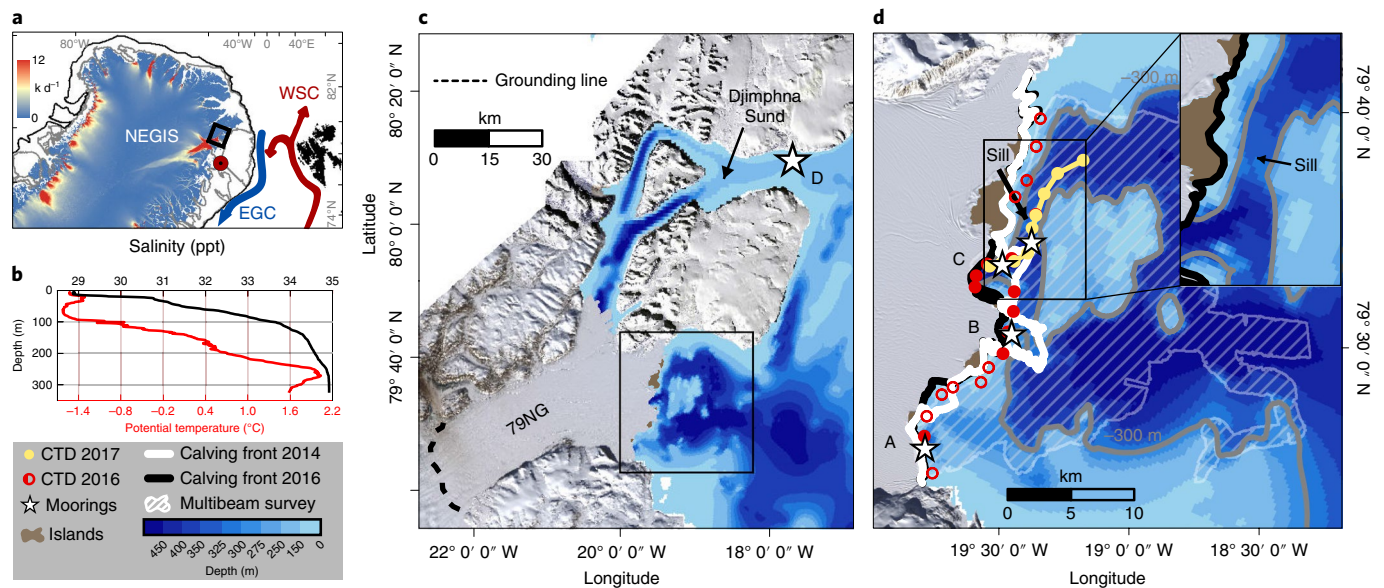 a
80° W
40° W
0
40° E
12
k d⁻¹
0
NEGIS
WSC
EGC
82° N
74° N
b
Salinity (ppt)
29 30 31 32 33 34 35
Depth (m)
0
100
200
300
–1.4 –0.8 –0.2 0.4 1.0 1.6 2.2
Potential temperature (°C)
CTD 2017
CTD 2016
Moorings
Islands
Calving front 2014
Calving front 2016
Multibeam survey
450 400 350 325 300 275 250 150 0
Depth (m)
c
Grounding line
km
0 15 30
Djimphna
Sund
D
79NG
Latitude
80° 20′ 0″ N
80° 0′ 0″ N
79° 40′ 0″ N
22° 0′ 0″ W
20° 0′ 0″ W
18° 0′ 0″ W
Longitude
d
–300 m
Sill
Sill
C
B
A
–300 m
km
0 5 10
79° 40′ 0″ N
79° 30′ 0″ N
19° 30′ 0″ W
19° 0′ 0″ W
18° 30′ 0″ W
Longitude